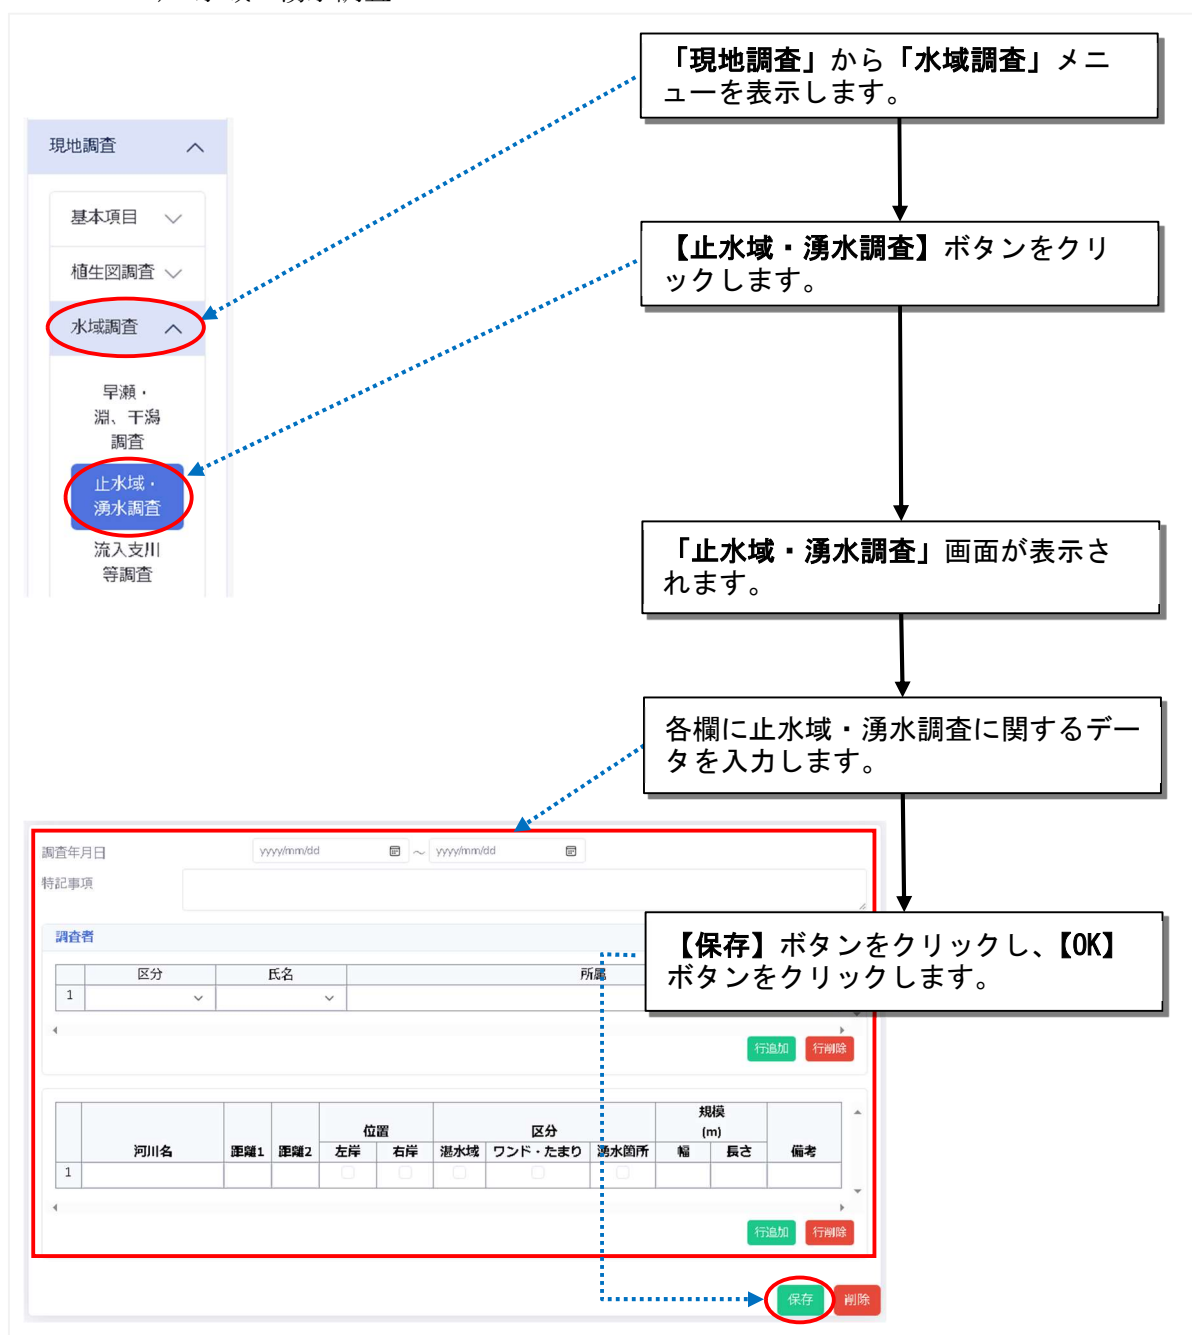 「現地調査」から「水域調査」メニ
ューを表示します。
現地調査
基本項目
植生図調査
水域調査
早瀬・
淵、干潟
調査
止水域・
湧水調査
流入支川
等調査
【止水域・湧水調査】ボタンをクリ
ックします。
「止水域・湧水調査」画面が表示さ
れます。
各欄に止水域・湧水調査に関するデー
タを入力します。
【保存】ボタンをクリックし、【OK】
ボタンをクリックします。
調査年月日 yyyy/mm/dd ～ yyyy/mm/dd
特記事項
調査者
区分 氏名 所属
1
行追加 行削除
河川名 距離1 距離2 位置 区分 規模
(m) 備考
左岸 右岸 湛水域 ワンド・たまり 湧水箇所 幅 長さ
1
行追加 行削除
保存 削除